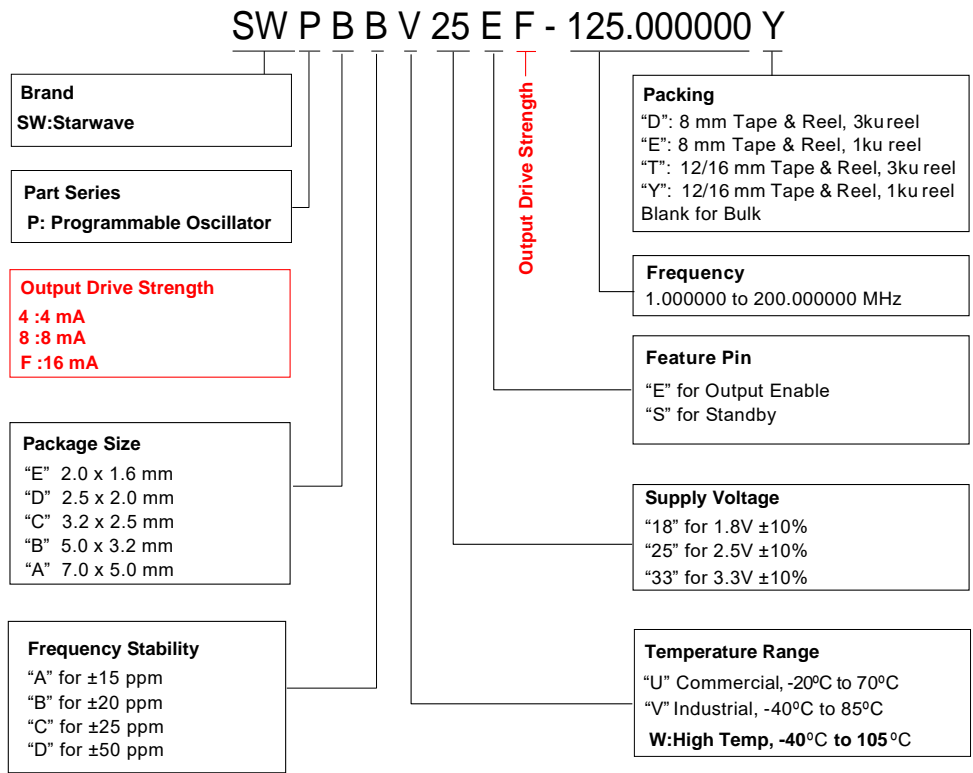 SW P B B V 25 E F - 125.000000 Y
Brand
SW:Starwave
Part Series
P: Programmable Oscillator
Output Drive Strength
4 :4 mA
8 :8 mA
F :16 mA
Package Size
“E” 2.0 x 1.6 mm
“D” 2.5 x 2.0 mm
“C” 3.2 x 2.5 mm
“B” 5.0 x 3.2 mm
“A” 7.0 x 5.0 mm
Frequency Stability
“A” for ±15 ppm
“B” for ±20 ppm
“C” for ±25 ppm
“D” for ±50 ppm
Output Drive Strength
Packing
“D”: 8 mm Tape & Reel, 3ku reel
“E”: 8 mm Tape & Reel, 1ku reel
“T”: 12/16 mm Tape & Reel, 3ku reel
“Y”: 12/16 mm Tape & Reel, 1ku reel
Blank for Bulk
Frequency
1.000000 to 200.000000 MHz
Feature Pin
“E” for Output Enable
“S” for Standby
Supply Voltage
“18” for 1.8V ±10%
“25” for 2.5V ±10%
“33” for 3.3V ±10%
Temperature Range
“U” Commercial, -20ºC to 70ºC
“V” Industrial, -40ºC to 85ºC
W:High Temp, -40ºC to 105ºC